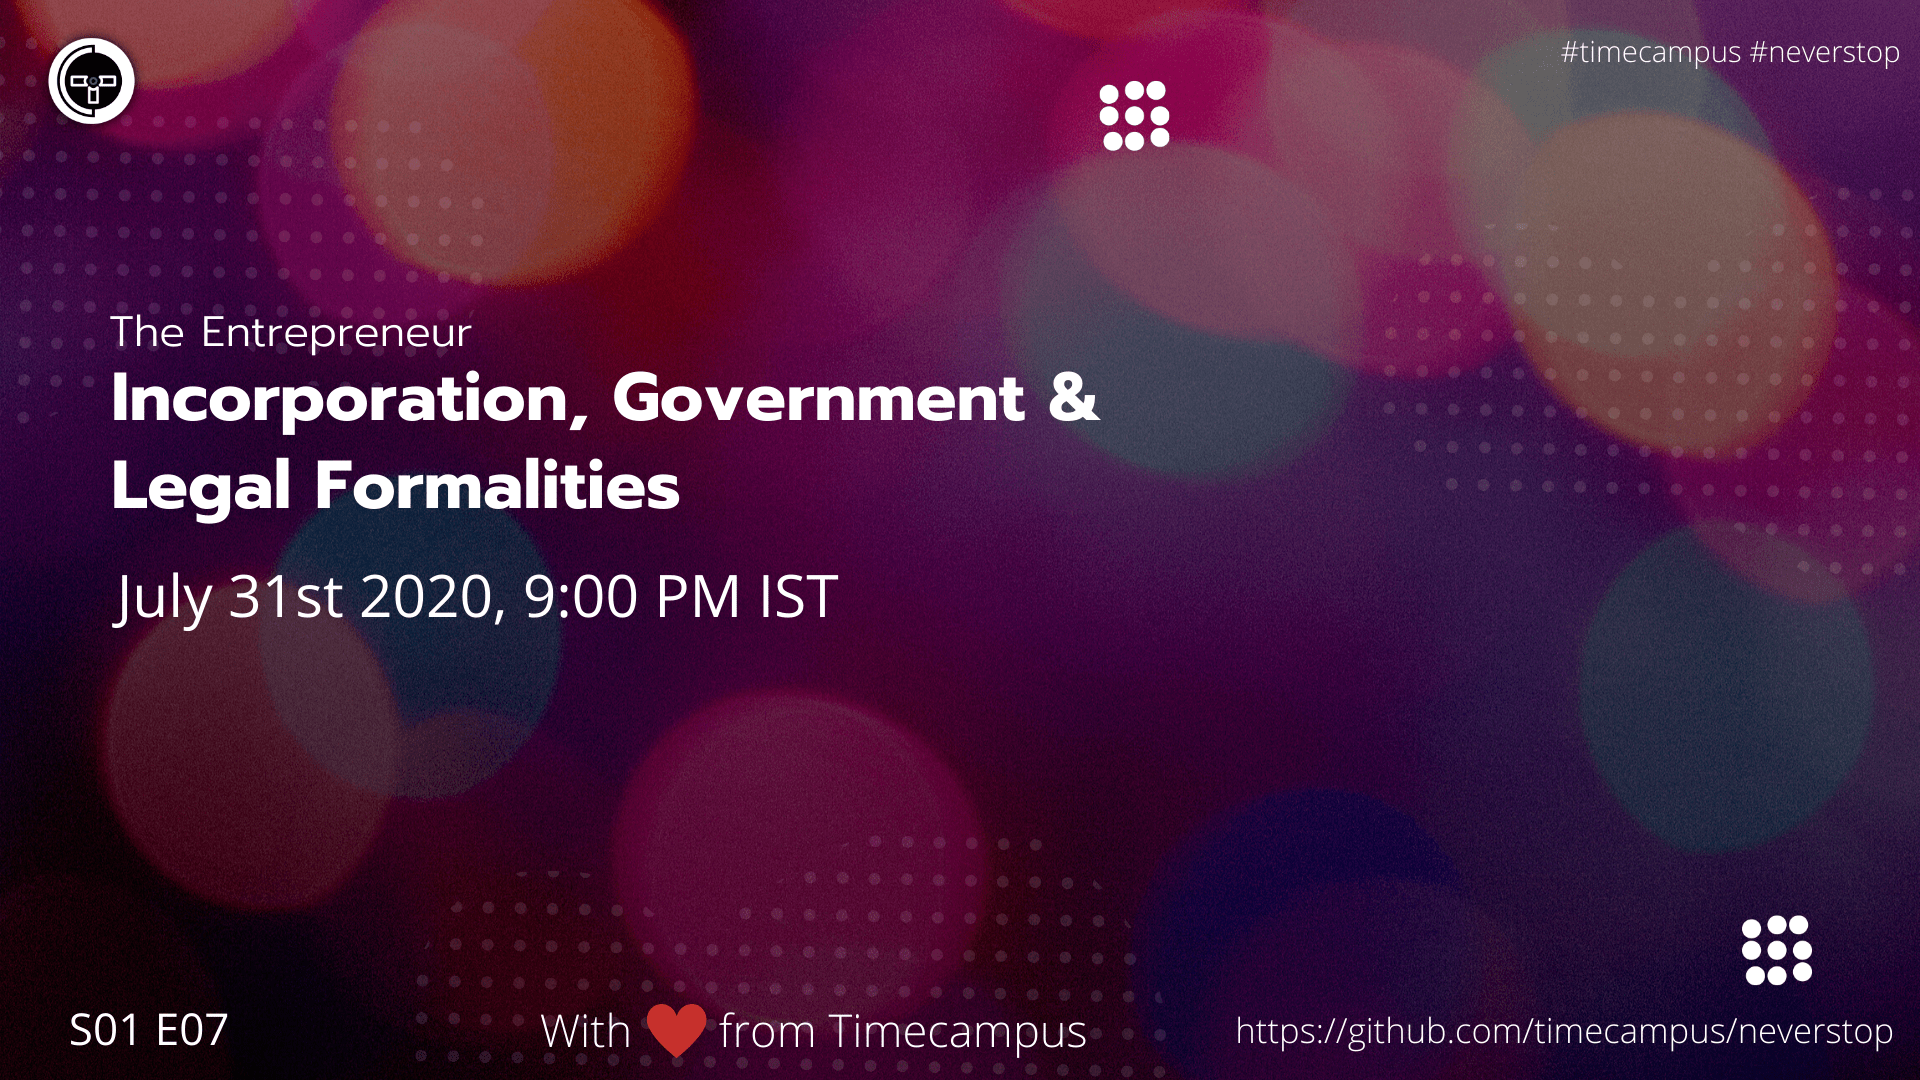 #timecampus #neverstop
The Entrepreneur
Incorporation, Government &
Legal Formalities
July 31st 2020, 9:00 PM IST
S01 E07
With ❤ from Timecampus
https://github.com/timecampus/neverstop